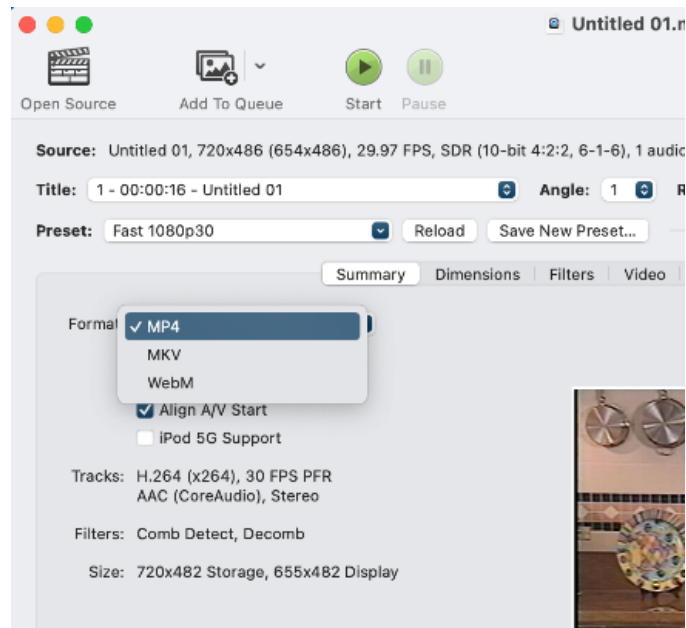 Untitled 01.
Open Source Add To Queue Start Pause
Source: Untitled 01, 720x486 (654x486), 29.97 FPS, SDR (10-bit 4:2:2, 6-1-6), 1 audio
Title: 1 - 00:00:16 - Untitled 01 Angle: 1
Preset: Fast 1080p30 Reload Save New Preset...
Summary Dimensions Filters Video
Format MP4
MKV
WebM
Align A/V Start
iPod 5G Support
Tracks: H.264 (x264), 30 FPS PFR
AAC (CoreAudio), Stereo
Filters: Comb Detect, Decomb
Size: 720x482 Storage, 655x482 Display